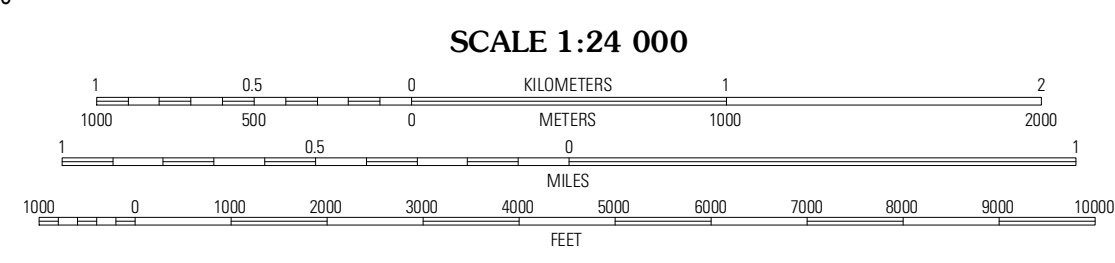 SCALE 1:24 000
1 0.5 0 KILOMETERS 1 2
1000 500 0 METERS 1000 2000
1 0.5 0 1
MILES
1000 0 1000 2000 3000 4000 5000 6000 7000 8000 9000 10000
FEET